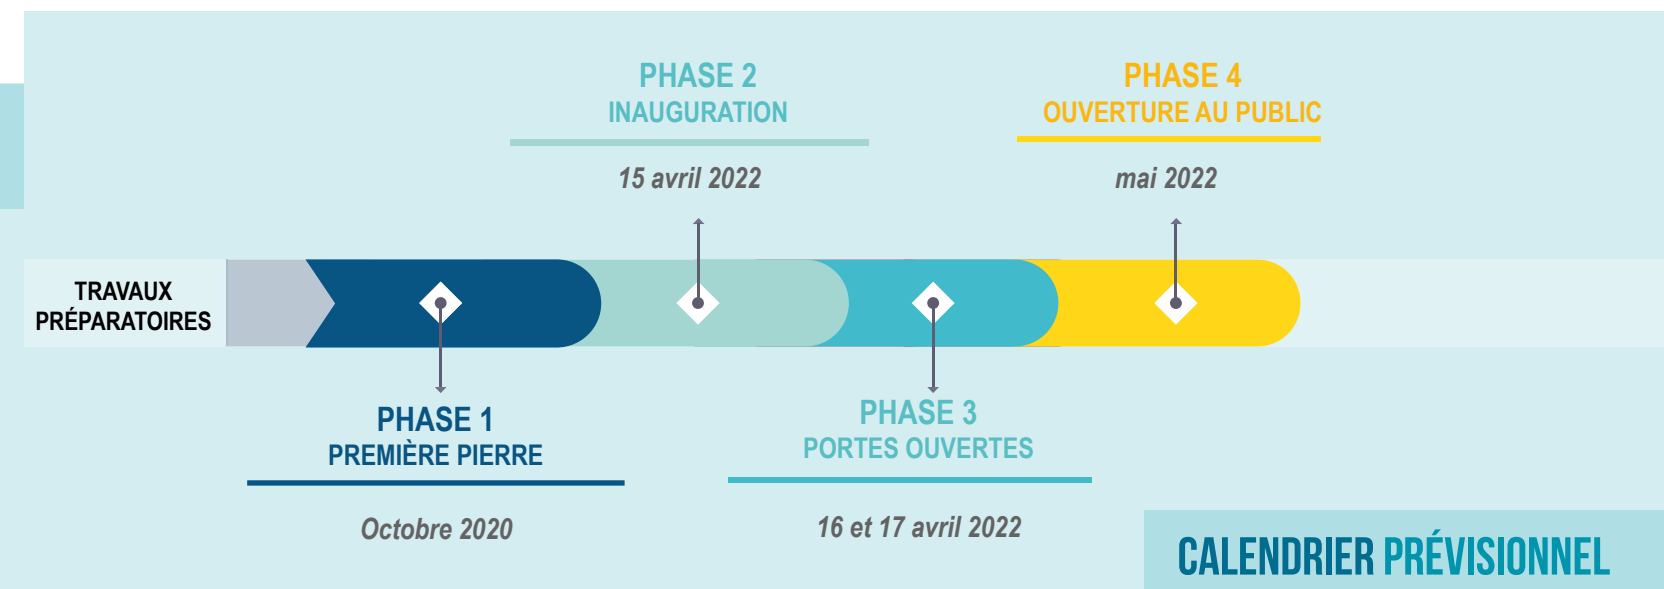 PHASE 2
INAUGURATION
15 avril 2022
PHASE 4
OUVERTURE AU PUBLIC
mai 2022
TRAVAUX
PRÉPARATOIRES
PHASE 1
PREMIÈRE PIERRE
Octobre 2020
PHASE 3
PORTES OUVERTES
16 et 17 avril 2022
CALENDRIER PRÉVISIONNEL